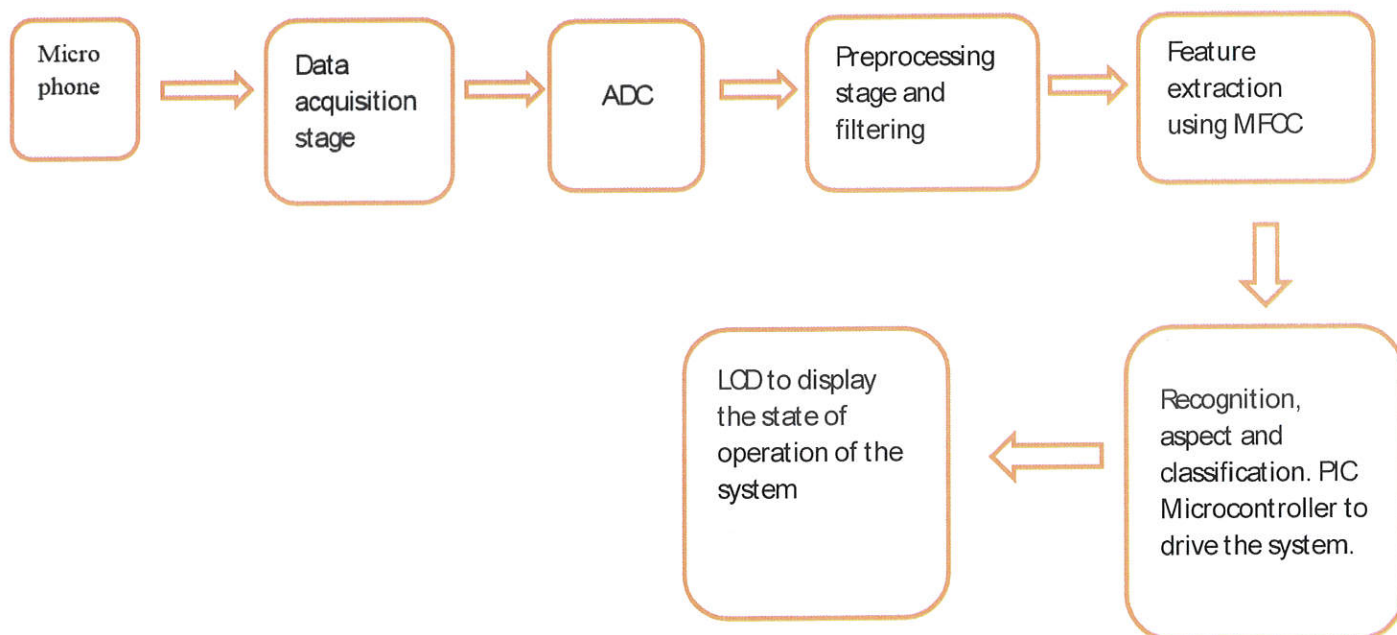 Micro
phone
Data
acquisition
stage
ADC
Preprocessing
stage and
filtering
Feature
extraction
using MFCC
LCD to display
the state of
operation of the
system
Recognition,
aspect and
classification. PIC
Microcontroller to
drive the system.